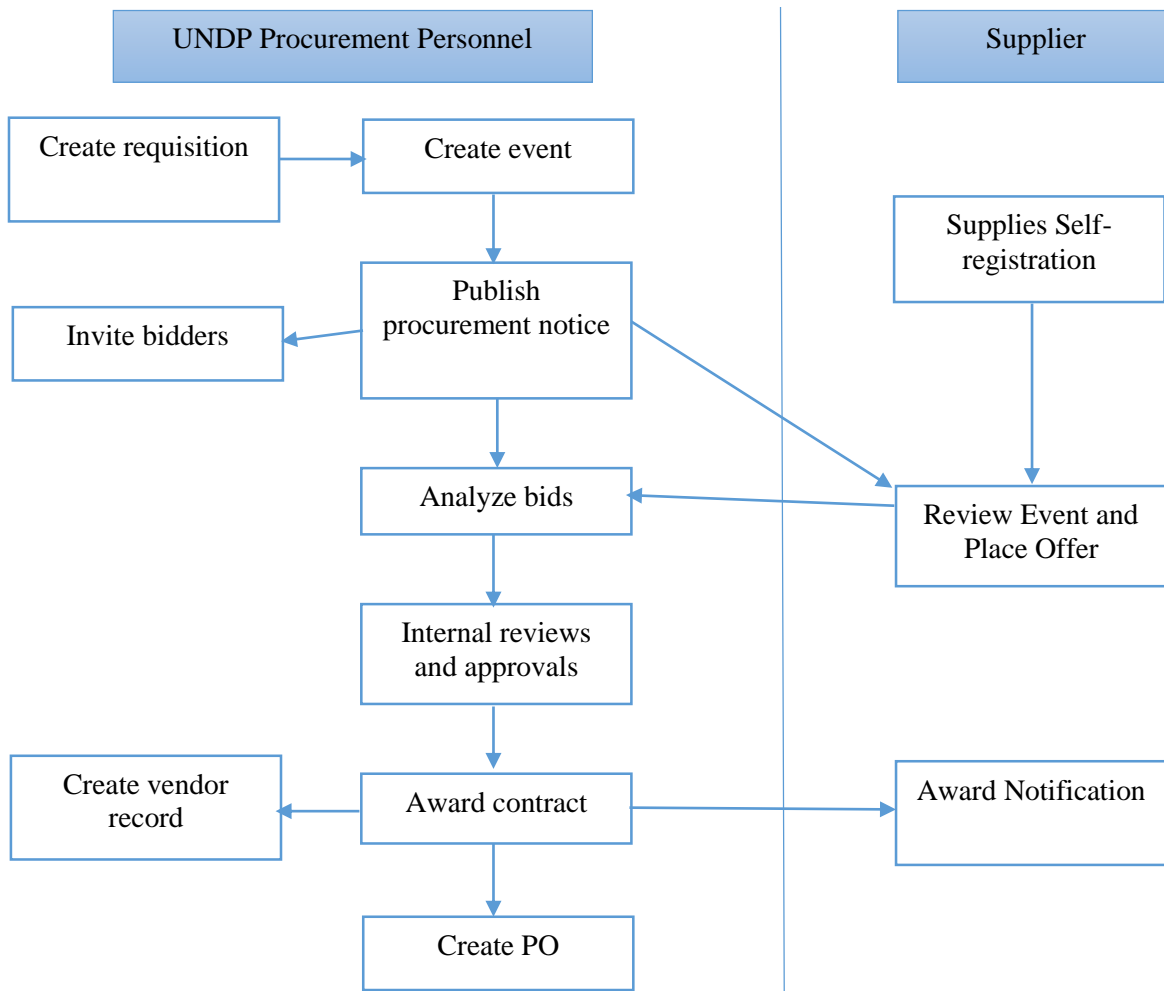 UNDP Procurement Personnel
Supplier
Create requisition
Create event
Supplies Self-
registration
Publish
procurement notice
Invite bidders
Analyze bids
Review Event and
Place Offer
Internal reviews
and approvals
Create vendor
record
Award contract
Award Notification
Create PO